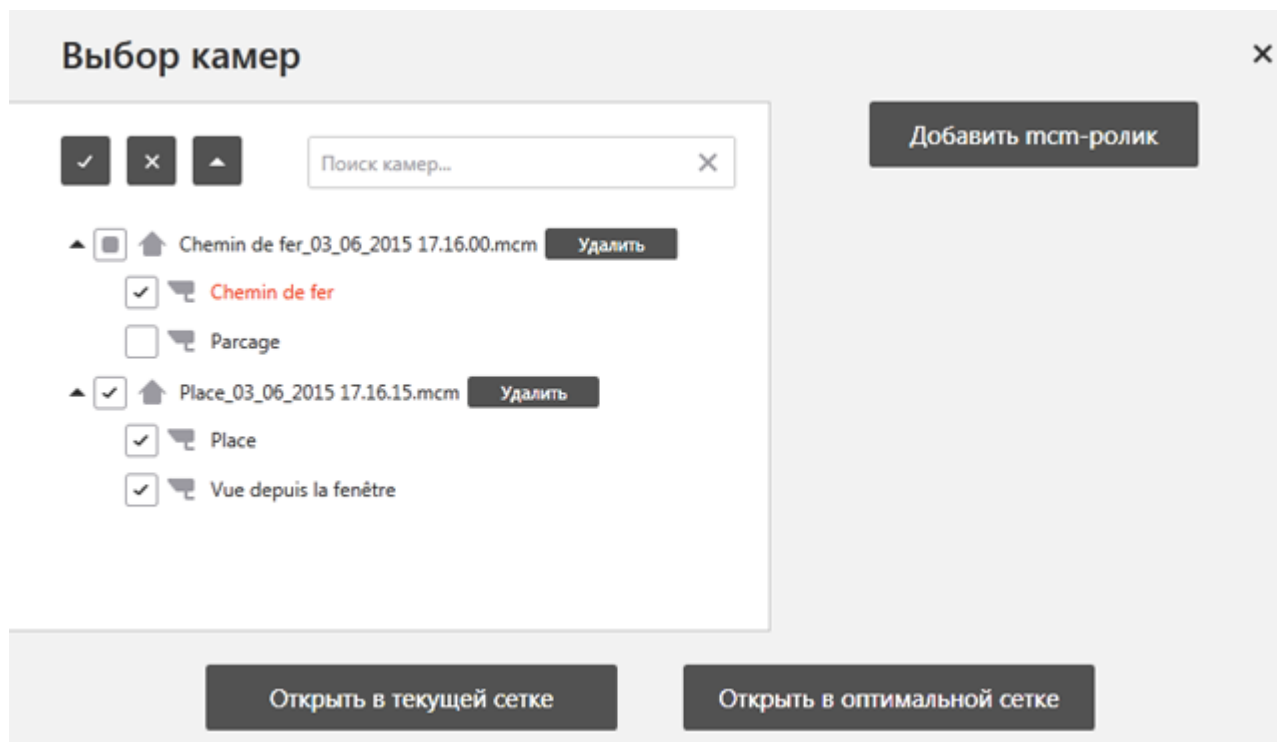 Выбор камер
Добавить mcm-ролик
Поиск камер...
Chemin de fer_03_06_2015 17.16.00.mcm Удалить
Chemin de fer
Parcage
Place_03_06_2015 17.16.15.mcm Удалить
Place
Vue depuis la fenêtre
Открыть в текущей сетке Открыть в оптимальной сетке